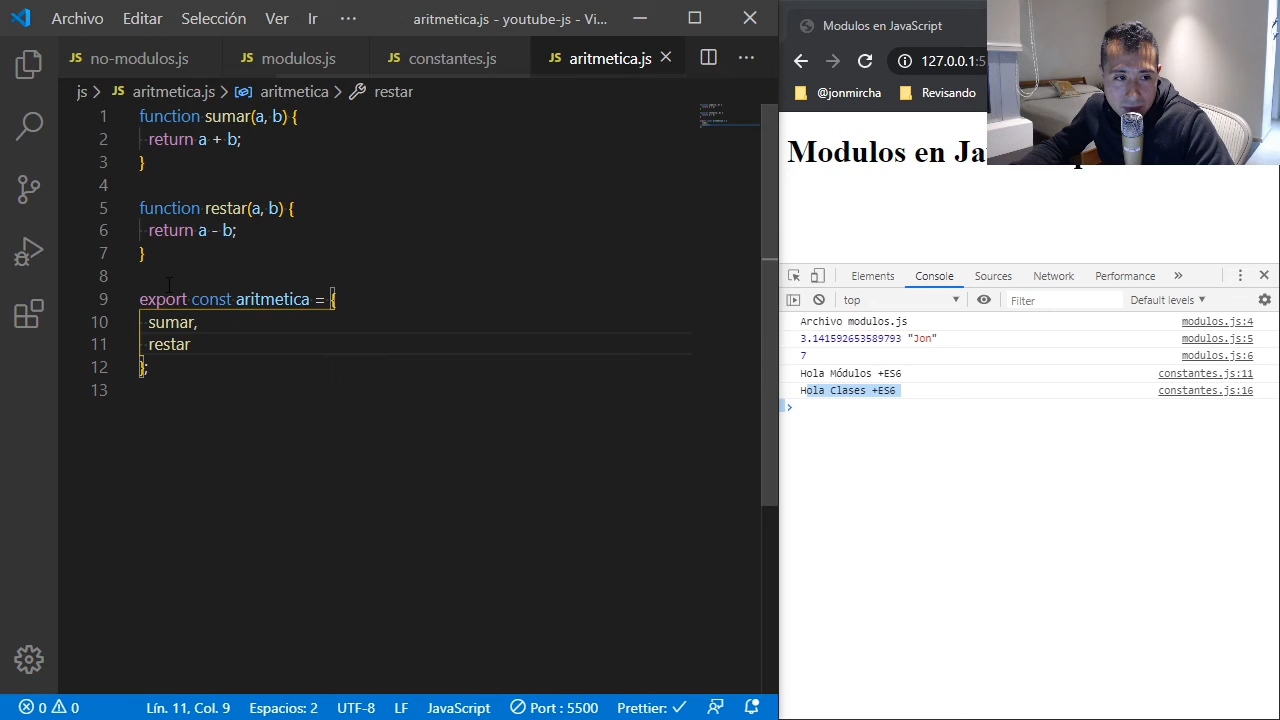 Archivo Editar Selección Ver Ir ··· aritmetica.js - youtube-js - Vi...
JS no-modulos.js JS modulos.js JS constantes.js JS aritmetica.js
js > JS aritmetica.js > aritmetica > restar
1 function sumar(a, b) {
2 return a + b;
3 }
4
5 function restar(a, b) {
6 return a - b;
7 }
8
9 export const aritmetica = {
10 sumar,
11 restar
12 };
13
0 0 Lín. 11, Col. 9 Espacios: 2 UTF-8 LF JavaScript Port : 5500 Prettier:
Modulos en JavaScript
127.0.0.1:5
@jonmircha Revisando
Modulos en Ja
Elements Console Sources Network Performance »
top Filter Default levels
Archivo modulos.js modulos.js:4
3.141592653589793 "Jon" modulos.js:5
7 modulos.js:6
Hola Módulos +ES6 constantes.js:11
Hola Clases +ES6 constantes.js:16
>